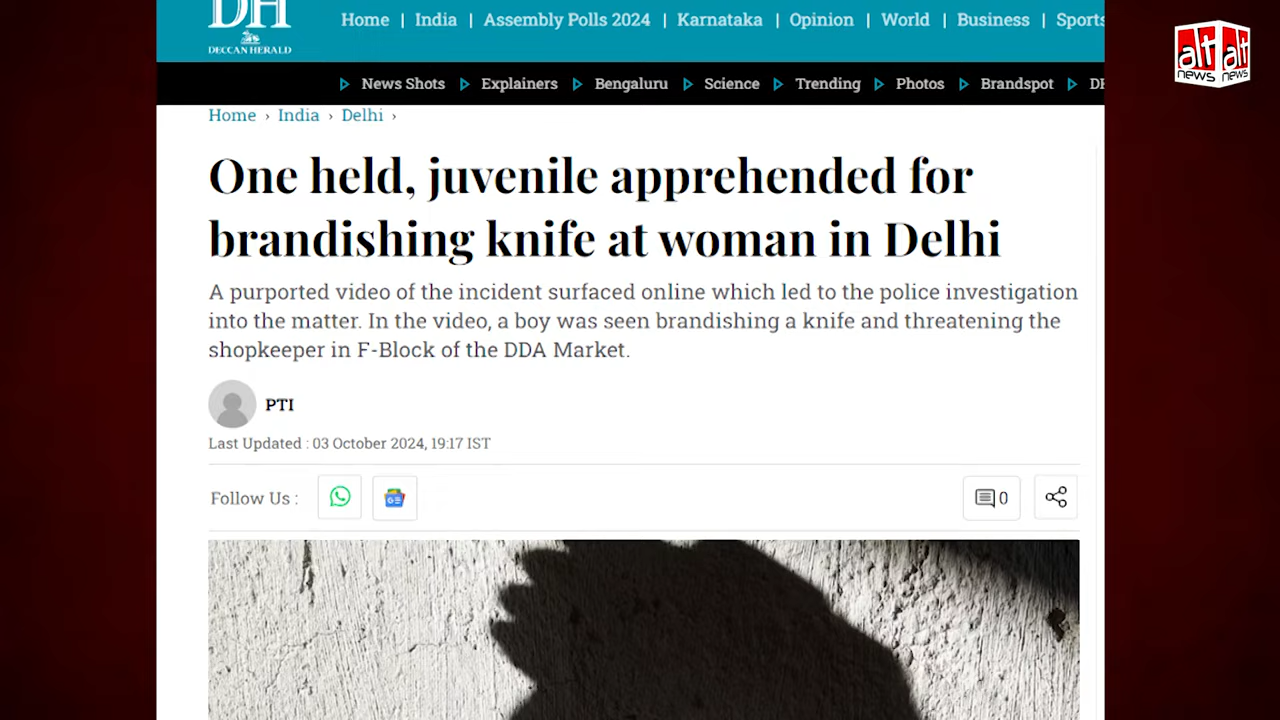 DH
DECCAN HERALD
Home | India | Assembly Polls 2024 | Karnataka | Opinion | World | Business | Sports
alt news alt news
News Shots Explainers Bengaluru Science Trending Photos Brandspot DH
Home › India › Delhi ›
One held, juvenile apprehended for
brandishing knife at woman in Delhi
A purported video of the incident surfaced online which led to the police investigation
into the matter. In the video, a boy was seen brandishing a knife and threatening the
shopkeeper in F-Block of the DDA Market.
PTI
Last Updated : 03 October 2024, 19:17 IST
Follow Us :
0